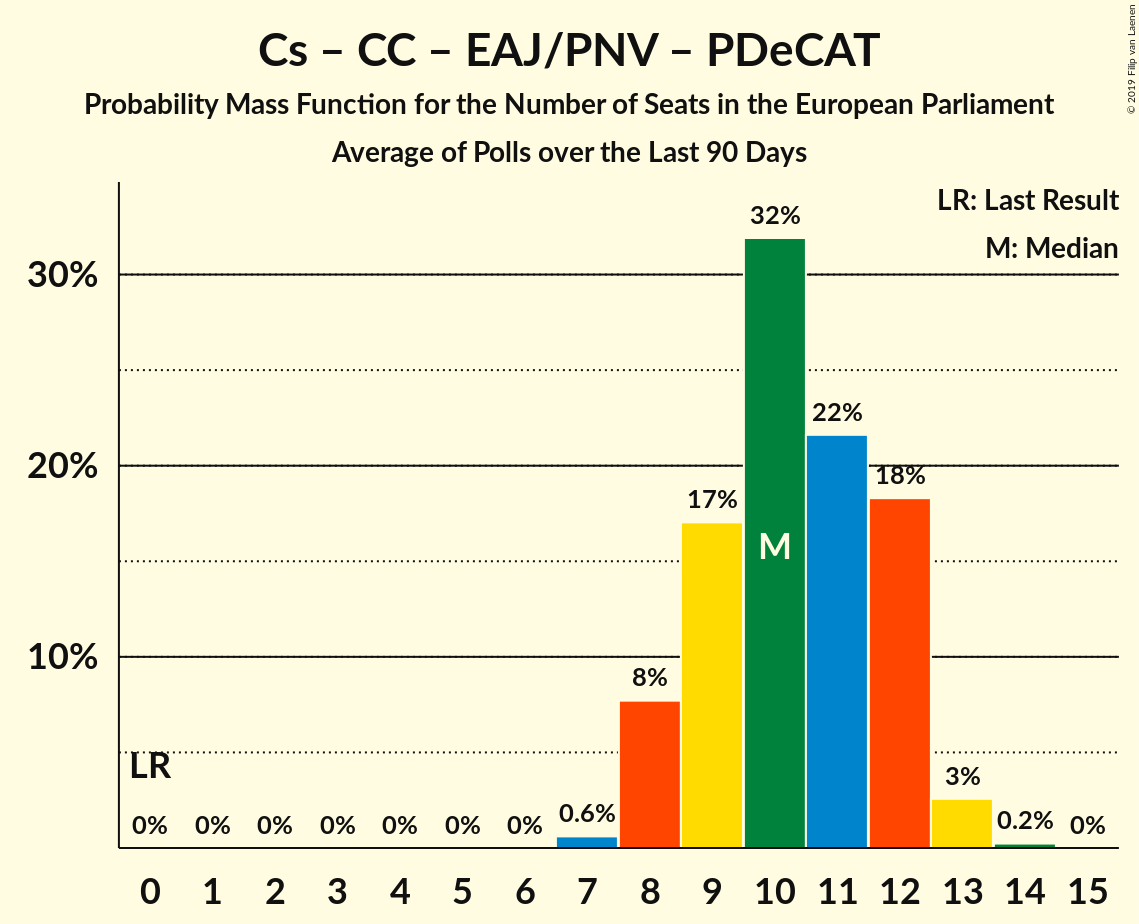 Cs – CC – EAJ/PNV – PDeCAT
Probability Mass Function for the Number of Seats in the European Parliament
Average of Polls over the Last 90 Days
© 2019 Filip van Laenen
LR: Last Result
M: Median
30%
20%
10%
32%
22%
18%
17%
M
8%
LR
3%
0.6%
0.2%
0% 0% 0% 0% 0% 0% 0% 0%
0 1 2 3 4 5 6 7 8 9 10 11 12 13 14 15